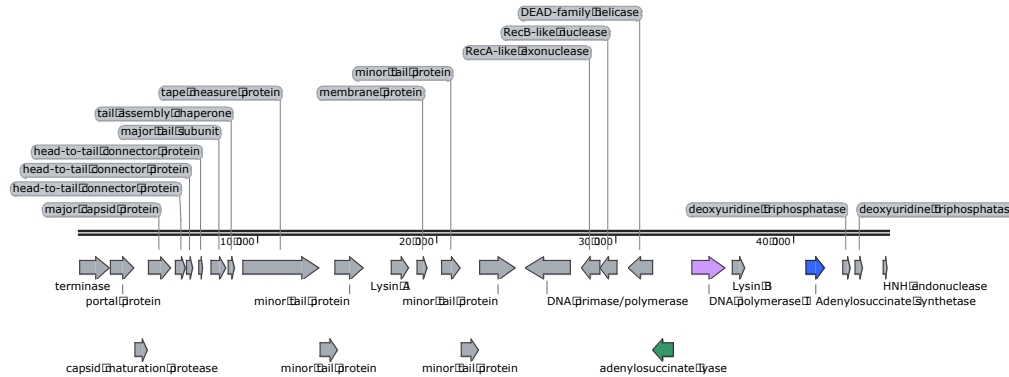 DEAD-family helicase
RecB-like nuclease
RecA-like exonuclease
minor tail protein
tape measure protein
membrane protein
tail assembly chaperone
major tail subunit
head-to-tail connector protein
head-to-tail connector protein
head-to-tail connector protein
major capsid protein
deoxyuridine triphosphatase
deoxyuridine triphosphatas
10000
20000
30000
40000
terminase
Lysin A
Lysin B
HNH endonuclease
portal protein
minor tail protein
minor tail protein
DNA primase/polymerase
DNA polymerase I
Adenylosuccinate synthetase
capsid maturation protease
minor tail protein
minor tail protein
adenylosuccinate lyase